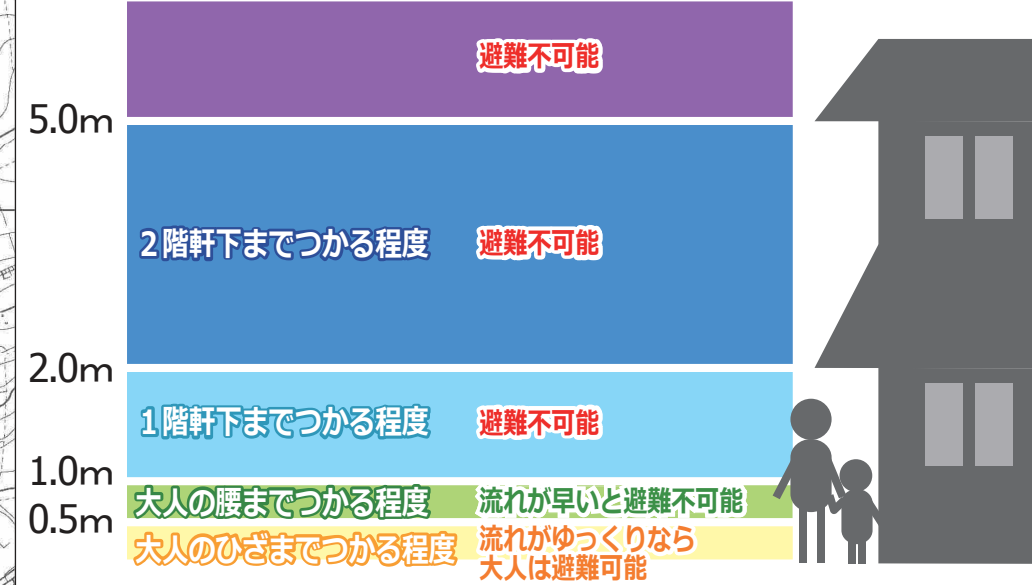 避難不可能
5.0m
2階軒下までつかる程度 避難不可能
2.0m
1階軒下までつかる程度 避難不可能
1.0m
大人の腰までつかる程度 流れが早いと避難不可能
0.5m
大人のひざまでつかる程度 流れがゆっくりなら
大人は避難可能